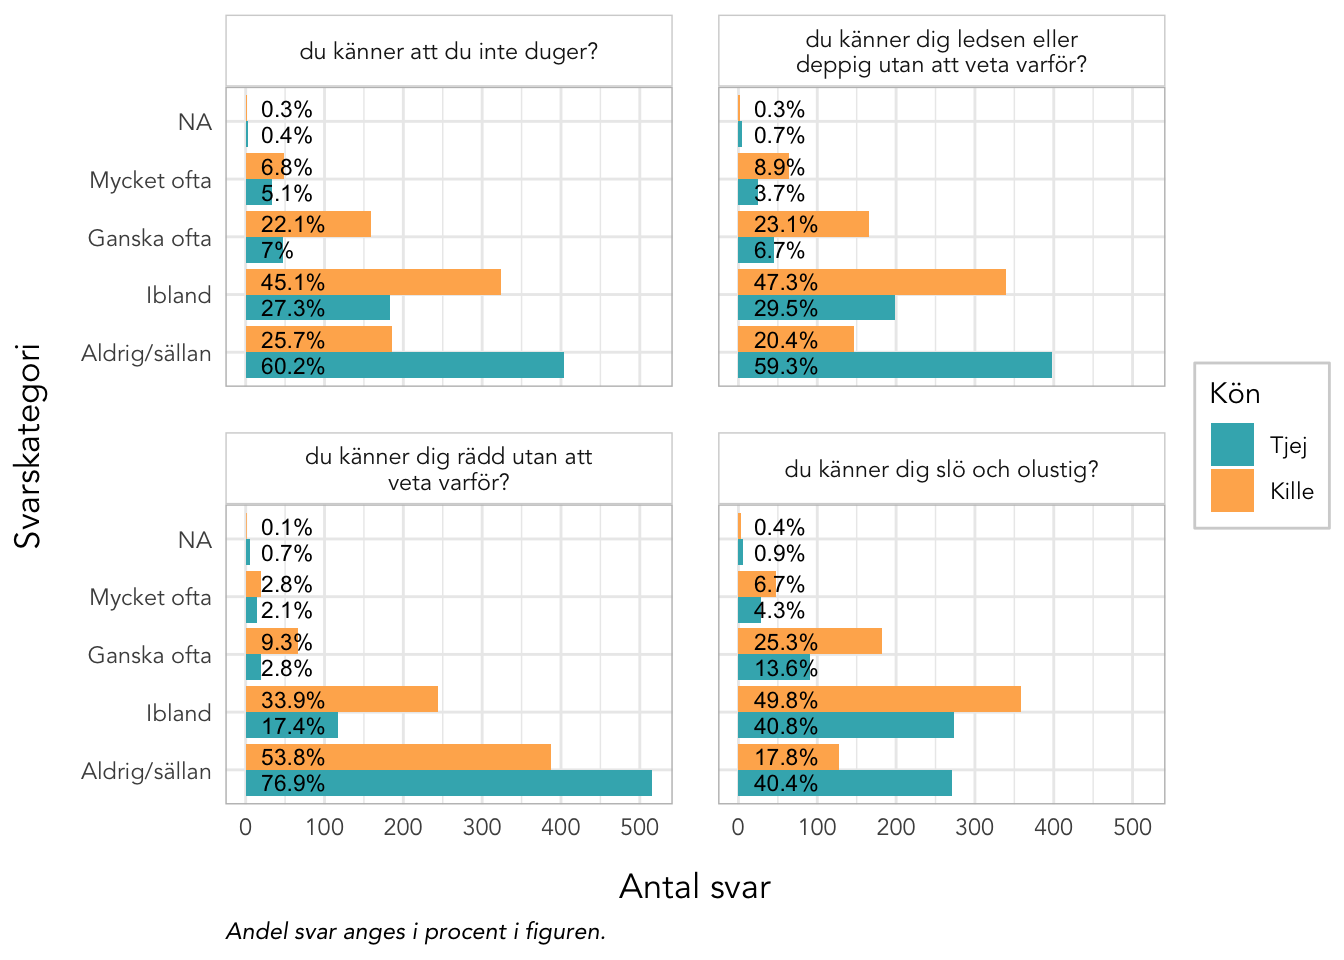 du känner att du inte duger?
du känner dig ledsen eller
deppig utan att veta varför?
NA
0.3%
0.4%
0.3%
0.7%
Mycket ofta
6.8%
5.1%
8.9%
3.7%
Ganska ofta
22.1%
7%
23.1%
6.7%
Ibland
45.1%
27.3%
47.3%
29.5%
Aldrig/sällan
25.7%
60.2%
20.4%
59.3%
Svarskategori
Kön
Tjej
Kille
du känner dig rädd utan att
veta varför?
du känner dig slö och olustig?
NA
0.1%
0.7%
0.4%
0.9%
Mycket ofta
2.8%
2.1%
6.7%
4.3%
Ganska ofta
9.3%
2.8%
25.3%
13.6%
Ibland
33.9%
17.4%
49.8%
40.8%
Aldrig/sällan
53.8%
76.9%
17.8%
40.4%
0 100 200 300 400 500
0 100 200 300 400 500
Antal svar
Andel svar anges i procent i figuren.